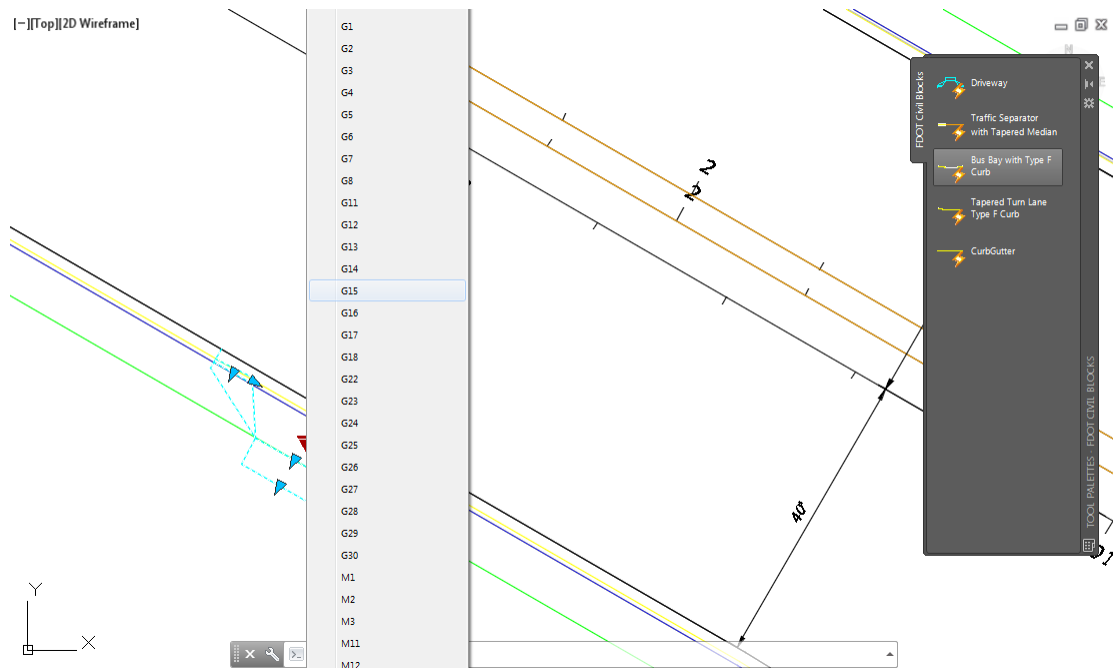 [−][Top][2D Wireframe]
G1
G2
G3
G4
G5
G6
G7
G8
G11
G12
G13
G14
G15
G16
G17
G18
G22
G23
G24
G25
G26
G27
G28
G29
G30
M1
M2
M3
M11
M12
2
2
40'
Y
X
N
E
FDOT Civil Blocks
Driveway
Traffic Separator
with Tapered Median
Bus Bay with Type F
Curb
Tapered Turn Lane
Type F Curb
CurbGutter
TOOL PALETTES - FDOT CIVIL BLOCKS